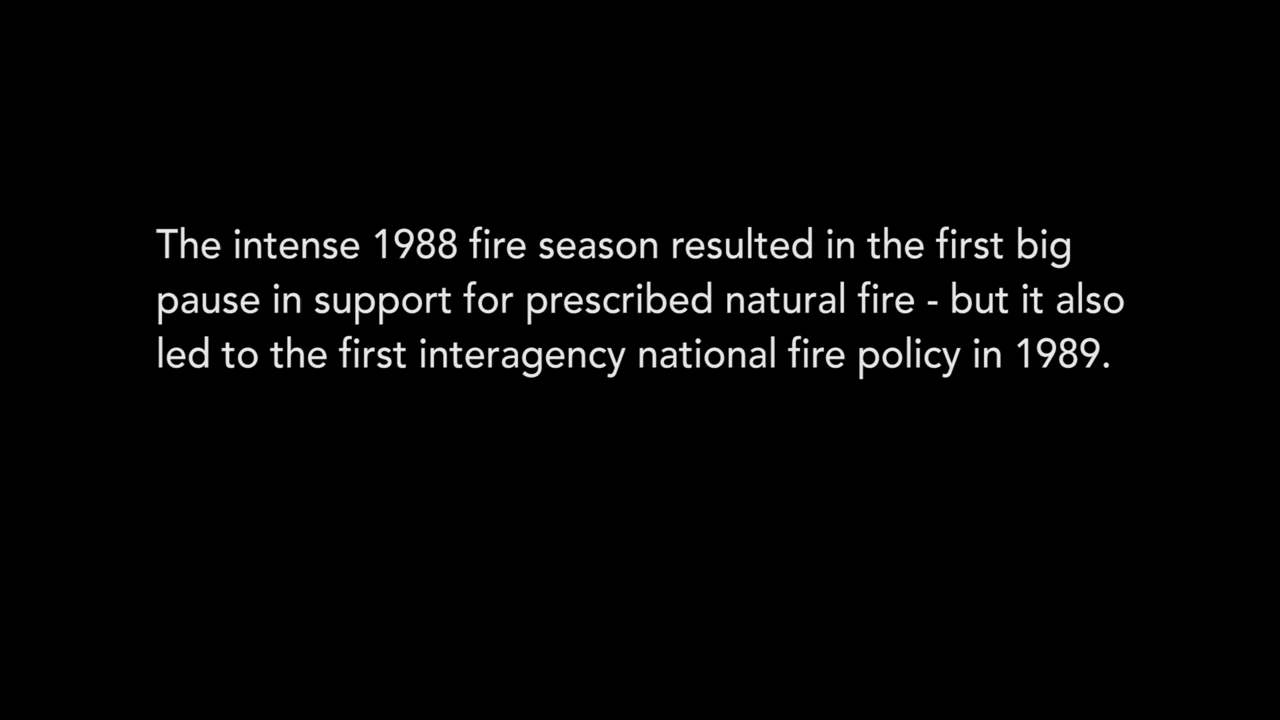 The intense 1988 fire season resulted in the first big
pause in support for prescribed natural fire - but it also
led to the first interagency national fire policy in 1989.